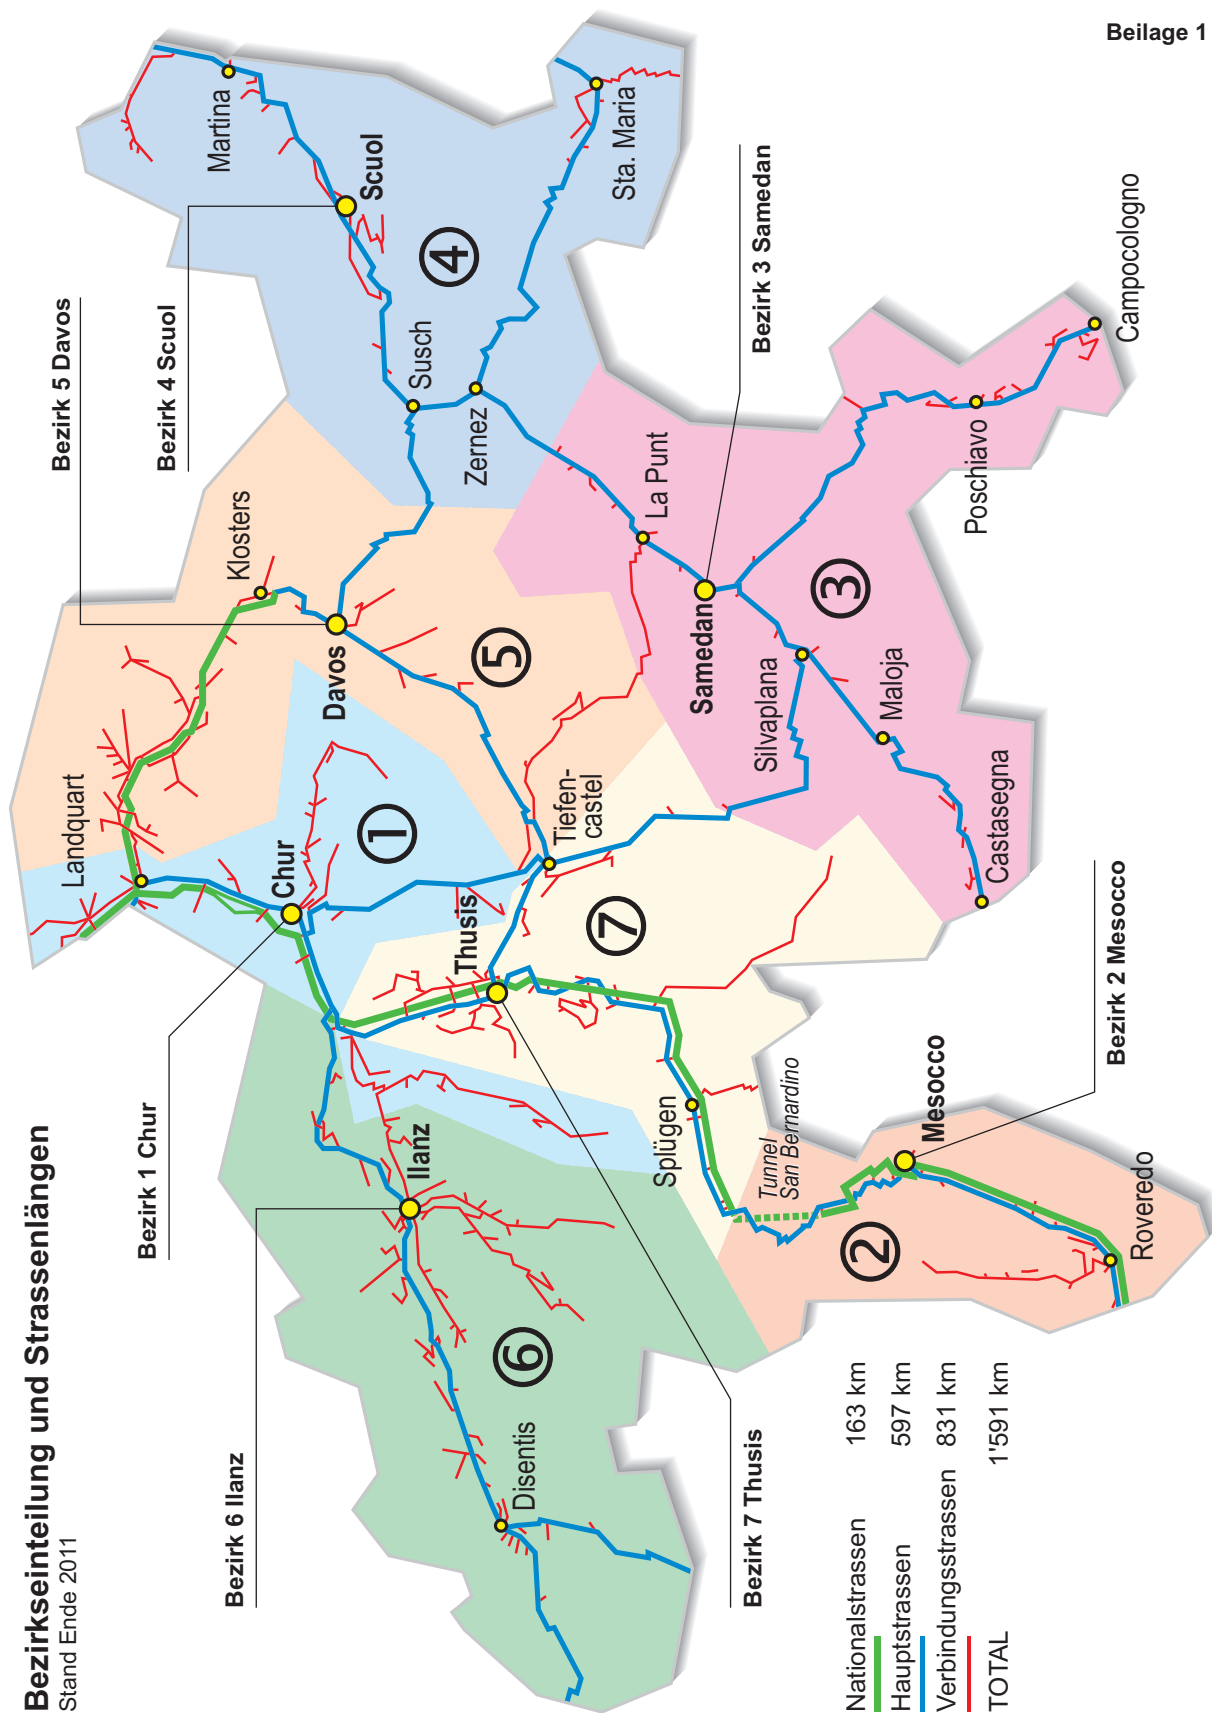 Beilage 1
Bezirkseinteilung und Strassenlängen
Stand Ende 2011
Bezirk 5 Davos
Bezirk 4 Scuol
Bezirk 1 Chur
Bezirk 6 Ilanz
Bezirk 3 Samedan
Bezirk 2 Mesocco
Bezirk 7 Thusis
Martina
Scuol
Sta. Maria
4
Susch
Zernez
Klosters
Davos
5
Landquart
Chur
1
Thusis
Tiefen-
castel
7
La Punt
Samedan
3
Silvaplana
Maloja
Castasegna
Poschiavo
Campocologno
Ilanz
6
Disentis
Splügen
Tunnel
San Bernardino
Mesocco
2
Roveredo
Nationalstrassen 163 km
Hauptstrassen 597 km
Verbindungsstrassen 831 km
TOTAL 1'591 km